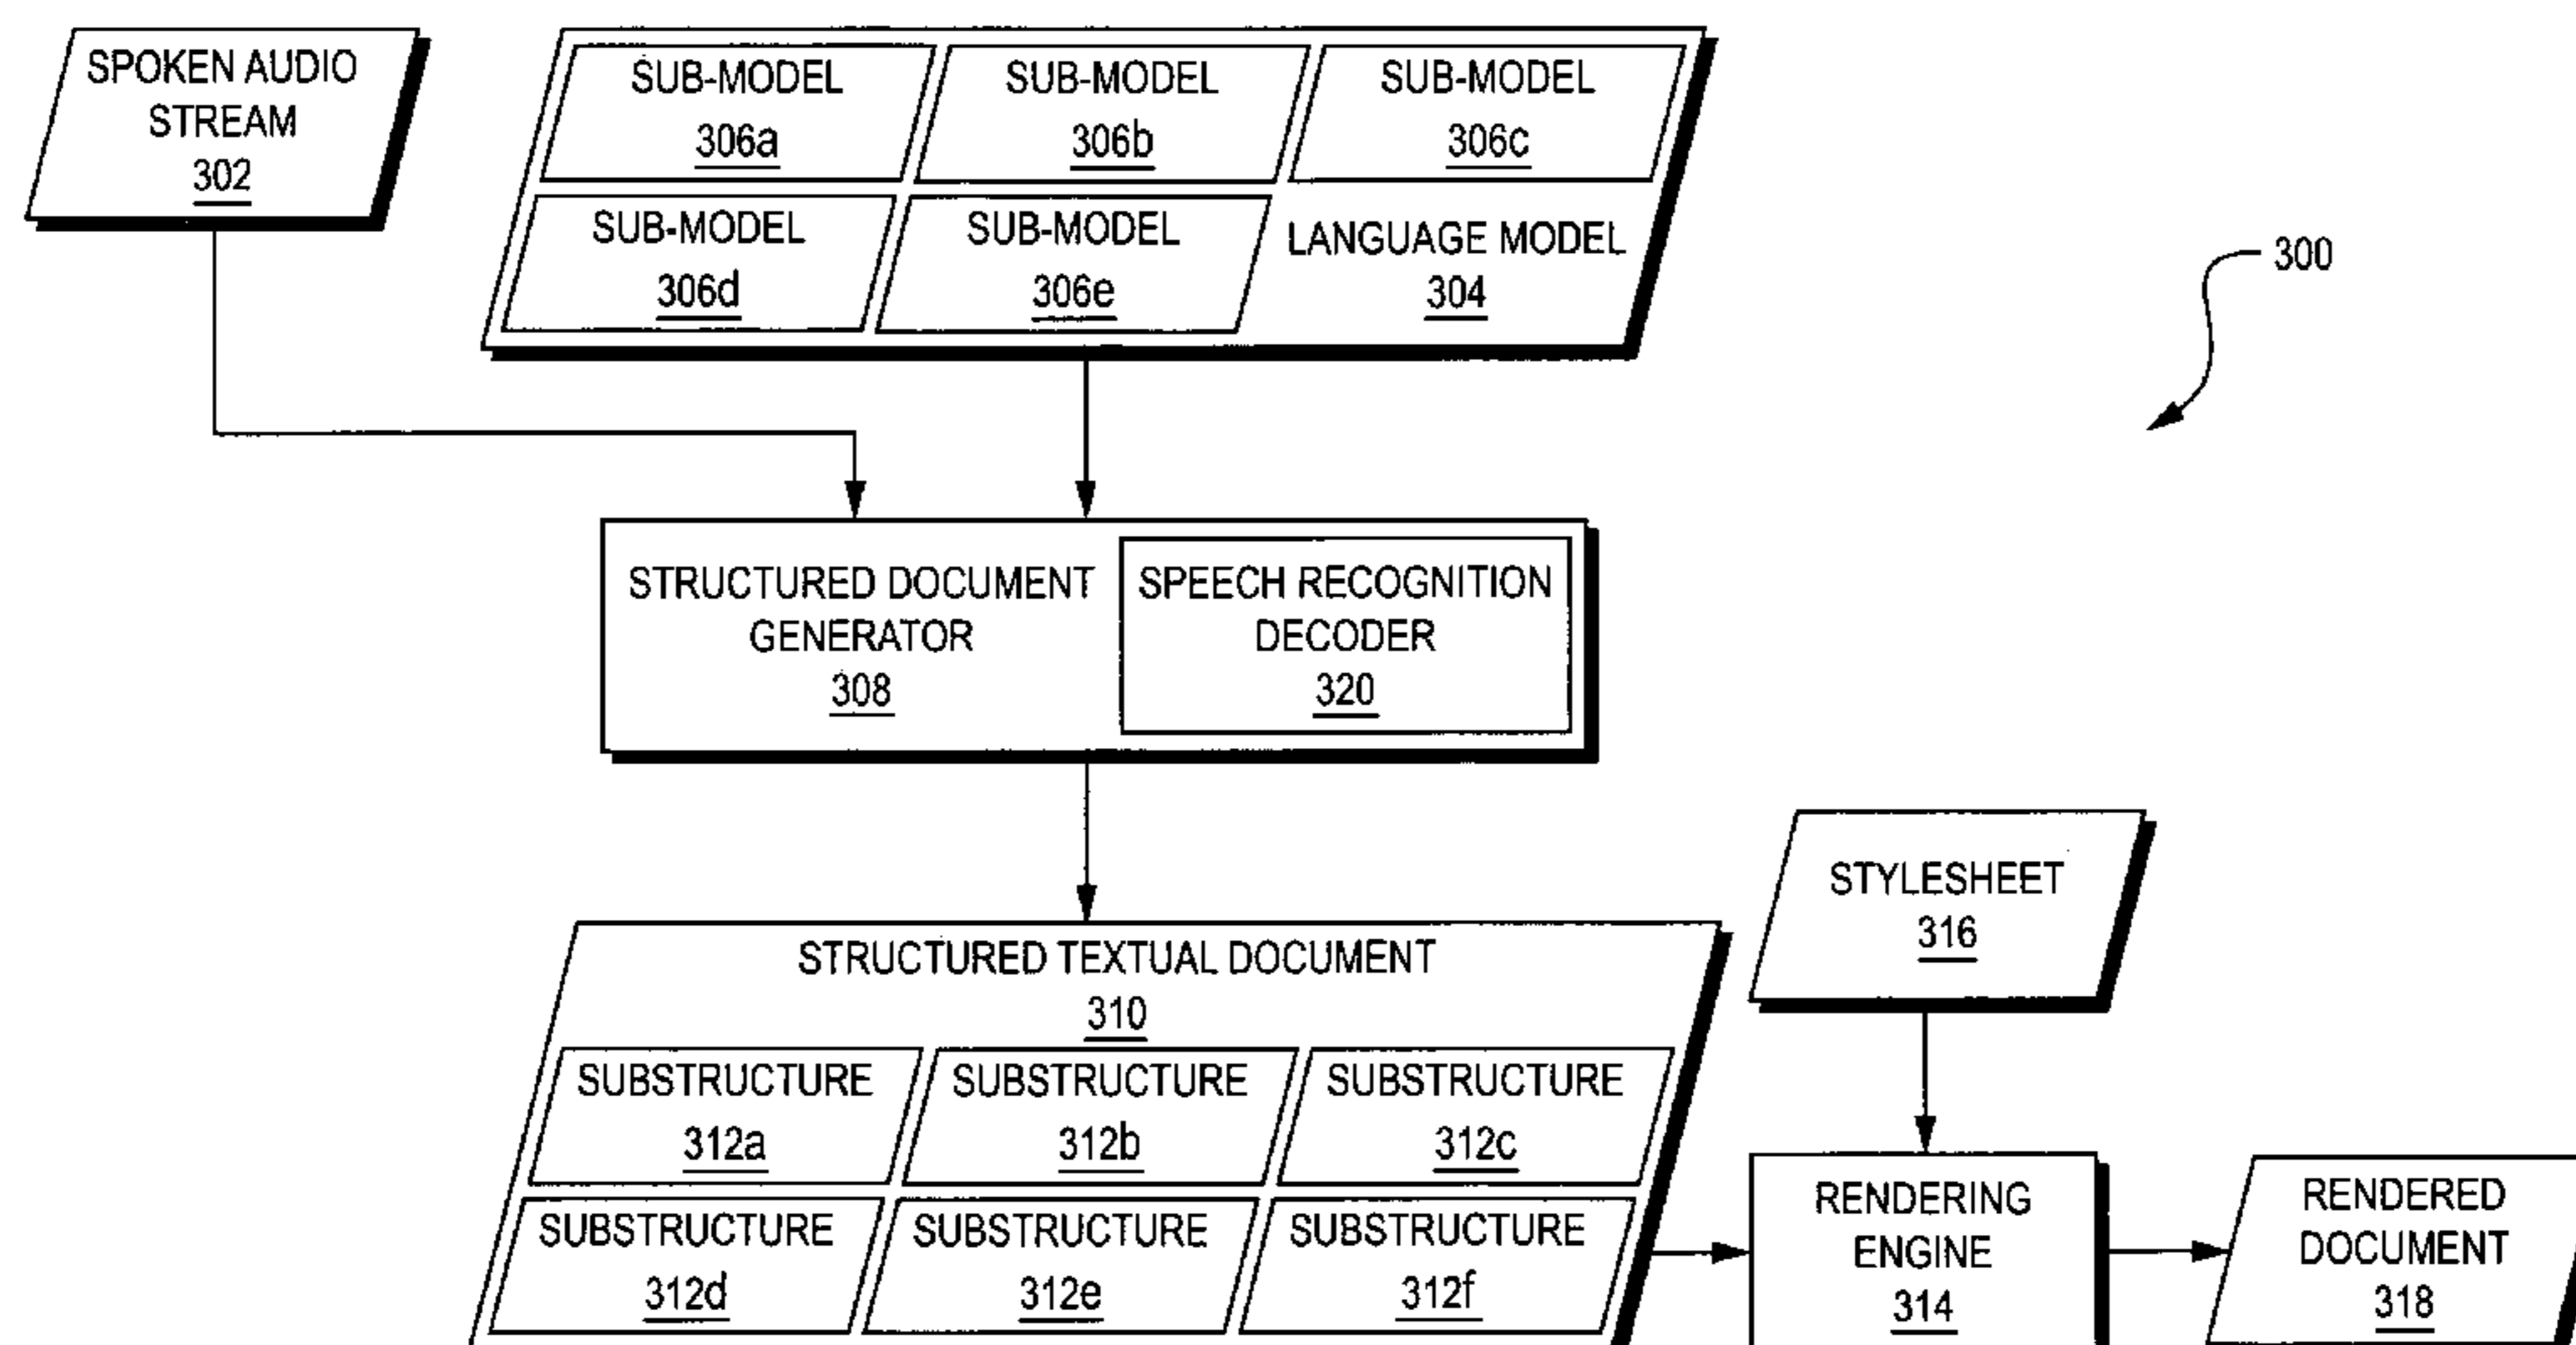 SPOKEN AUDIO
STREAM
302
SUB-MODEL
306a
SUB-MODEL
306b
SUB-MODEL
306c
SUB-MODEL
306d
SUB-MODEL
306e
LANGUAGE MODEL
304
300
STRUCTURED DOCUMENT
GENERATOR
308
SPEECH RECOGNITION
DECODER
320
STRUCTURED TEXTUAL DOCUMENT
310
SUBSTRUCTURE
312a
SUBSTRUCTURE
312b
SUBSTRUCTURE
312c
SUBSTRUCTURE
312d
SUBSTRUCTURE
312e
SUBSTRUCTURE
312f
STYLESHEET
316
RENDERING
ENGINE
314
RENDERED
DOCUMENT
318